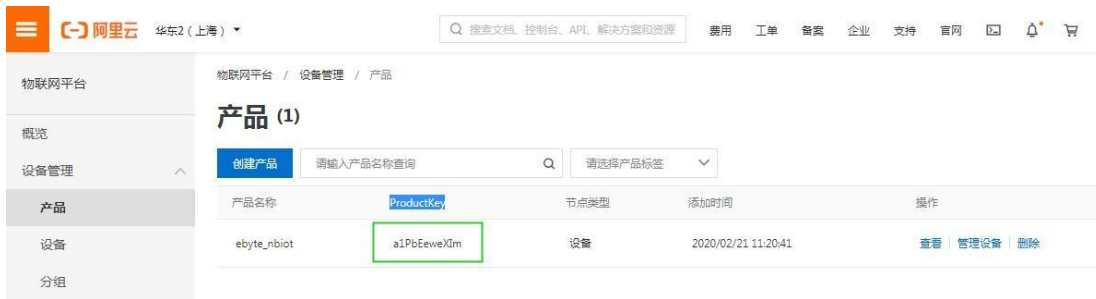 阿里云 华东2（上海） 搜索文档、控制台、API、解决方案和资源 费用 工单 备案 企业 支持 官网
物联网平台
物联网平台 / 设备管理 / 产品
产品 (1)
概览
创建产品 请输入产品名称查询 请选择产品标签
设备管理
产品名称 ProductKey 节点类型 添加时间 操作
产品
ebyte_nbiot a1PbEeweXIm 设备 2020/02/21 11:20:41 查看 管理设备 删除
设备
分组